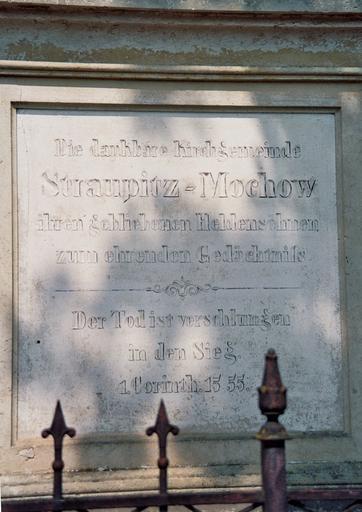 Die dankbare Kirchgemeinde
Straupitz-Mochow
ihren gebliebenen Heldensöhnen
zum ehrenden Gedächtniſs
Der Tod ist verschlungen
in den Sieg.
1 Corinth. 15 55.